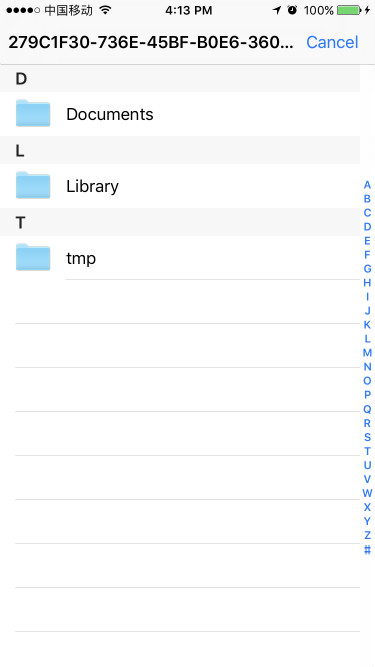 中国移动 4:13 PM 100%
279C1F30-736E-45BF-B0E6-360... Cancel
D
Documents
L
Library
T
tmp
A
B
C
D
E
F
G
H
I
J
K
L
M
N
O
P
Q
R
S
T
U
V
W
X
Y
Z
#